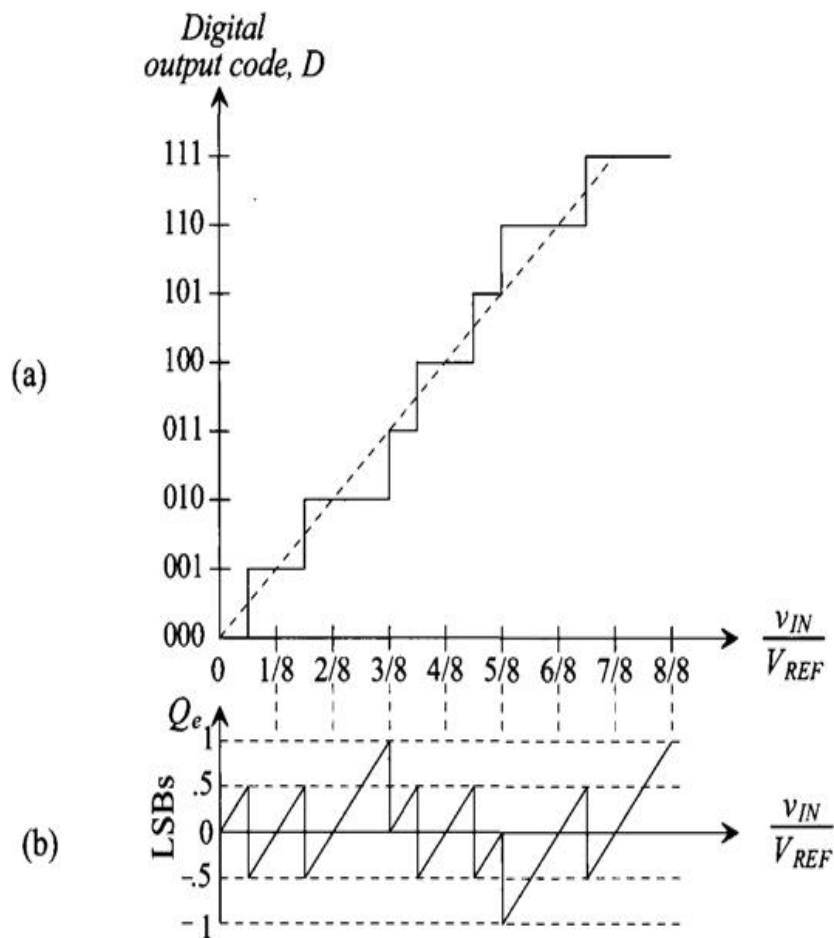 Digital
output code, D
111
110
101
100
(a)
011
010
001
000
0 1/8 2/8 3/8 4/8 5/8 6/8 7/8 8/8
v_IN
V_REF
Q_e
1
.5
0
-.5
-1
LSBs
(b)
v_IN
V_REF